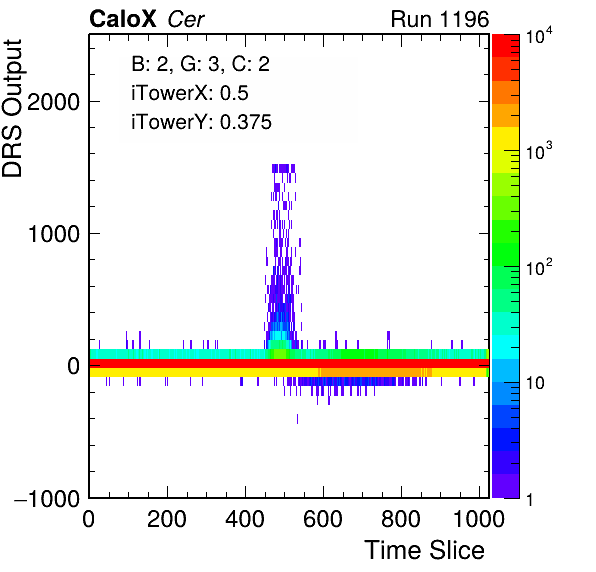 CaloX Cer Run 1196
DRS Output
B: 2, G: 3, C: 2
iTowerX: 0.5
iTowerY: 0.375
2000
1000
0
−1000
0 200 400 600 800 1000
Time Slice
10^4
10^3
10^2
10
1